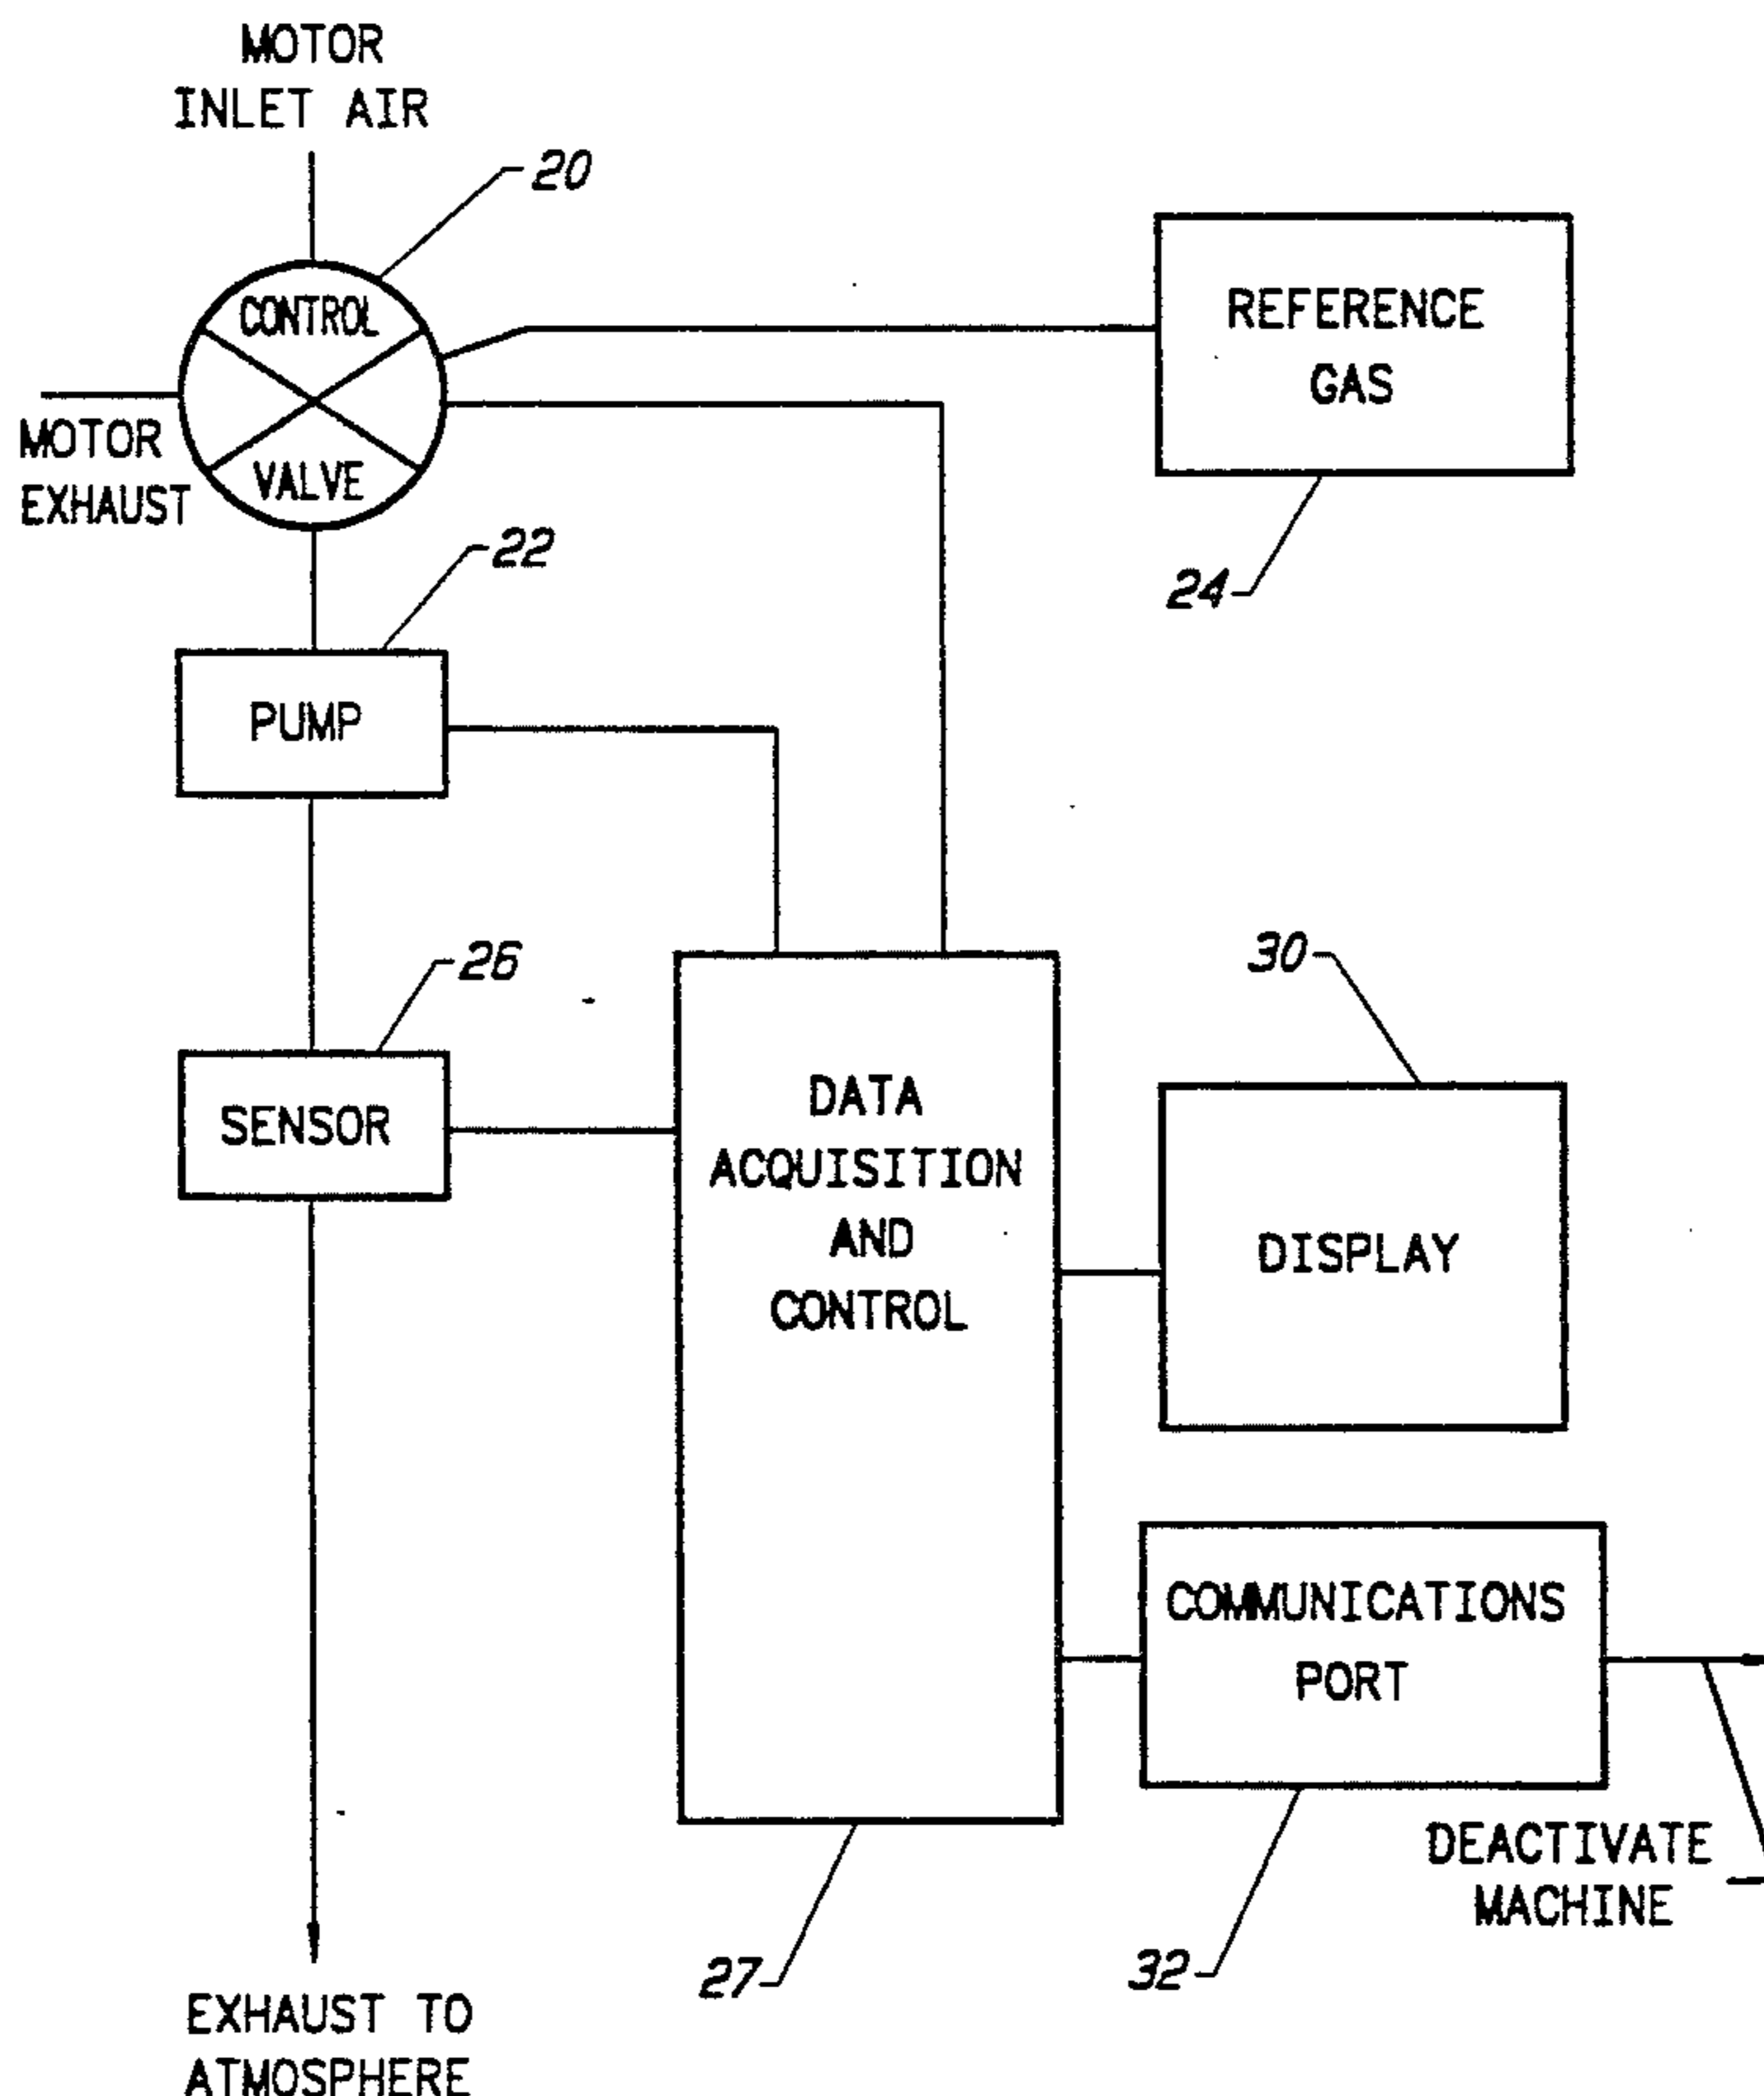 MOTOR
INLET AIR
20
CONTROL
VALVE
MOTOR
EXHAUST
REFERENCE
GAS
24
22
PUMP
26
SENSOR
DATA
ACQUISITION
AND
CONTROL
27
30
DISPLAY
COMMUNICATIONS
PORT
32
DEACTIVATE
MACHINE
EXHAUST TO
ATMOSPHERE